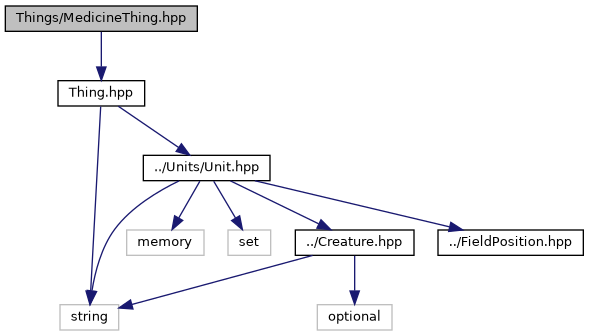 Things/MedicineThing.hpp
Thing.hpp
../Units/Unit.hpp
memory
set
../Creature.hpp
../FieldPosition.hpp
string
optional